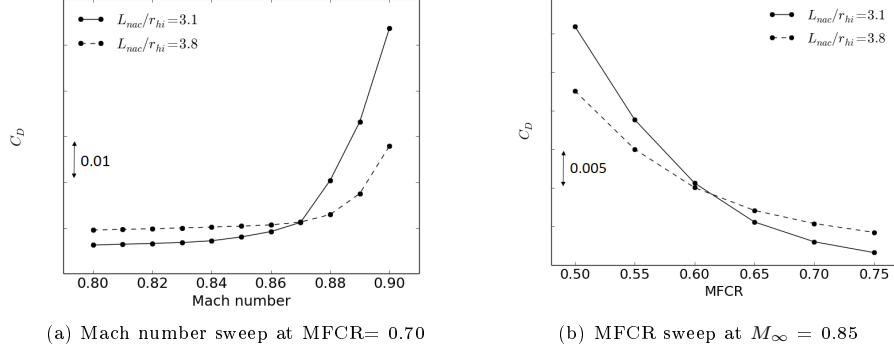 L_nac/r_hi=3.1
L_nac/r_hi=3.8
C_D
0.01
0.80 0.82 0.84 0.86 0.88 0.90
Mach number
(a) Mach number sweep at MFCR= 0.70
L_nac/r_hi=3.1
L_nac/r_hi=3.8
C_D
0.005
0.50 0.55 0.60 0.65 0.70 0.75
MFCR
(b) MFCR sweep at M_∞ = 0.85